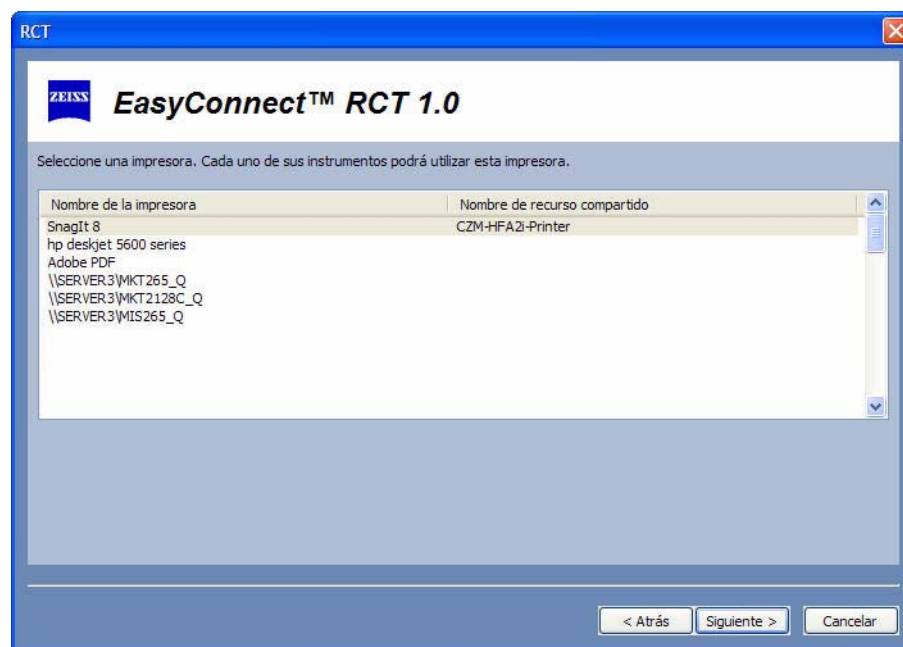 RCT
ZEISS
EasyConnect™ RCT 1.0
Seleccione una impresora. Cada uno de sus instrumentos podrá utilizar esta impresora.
Nombre de la impresora Nombre de recurso compartido
SnagIt 8 CZM-HFA2i-Printer
hp deskjet 5600 series
Adobe PDF
\\SERVER3\MKT265_Q
\\SERVER3\MKT2128C_Q
\\SERVER3\MIS265_Q
< Atrás Siguiente > Cancelar